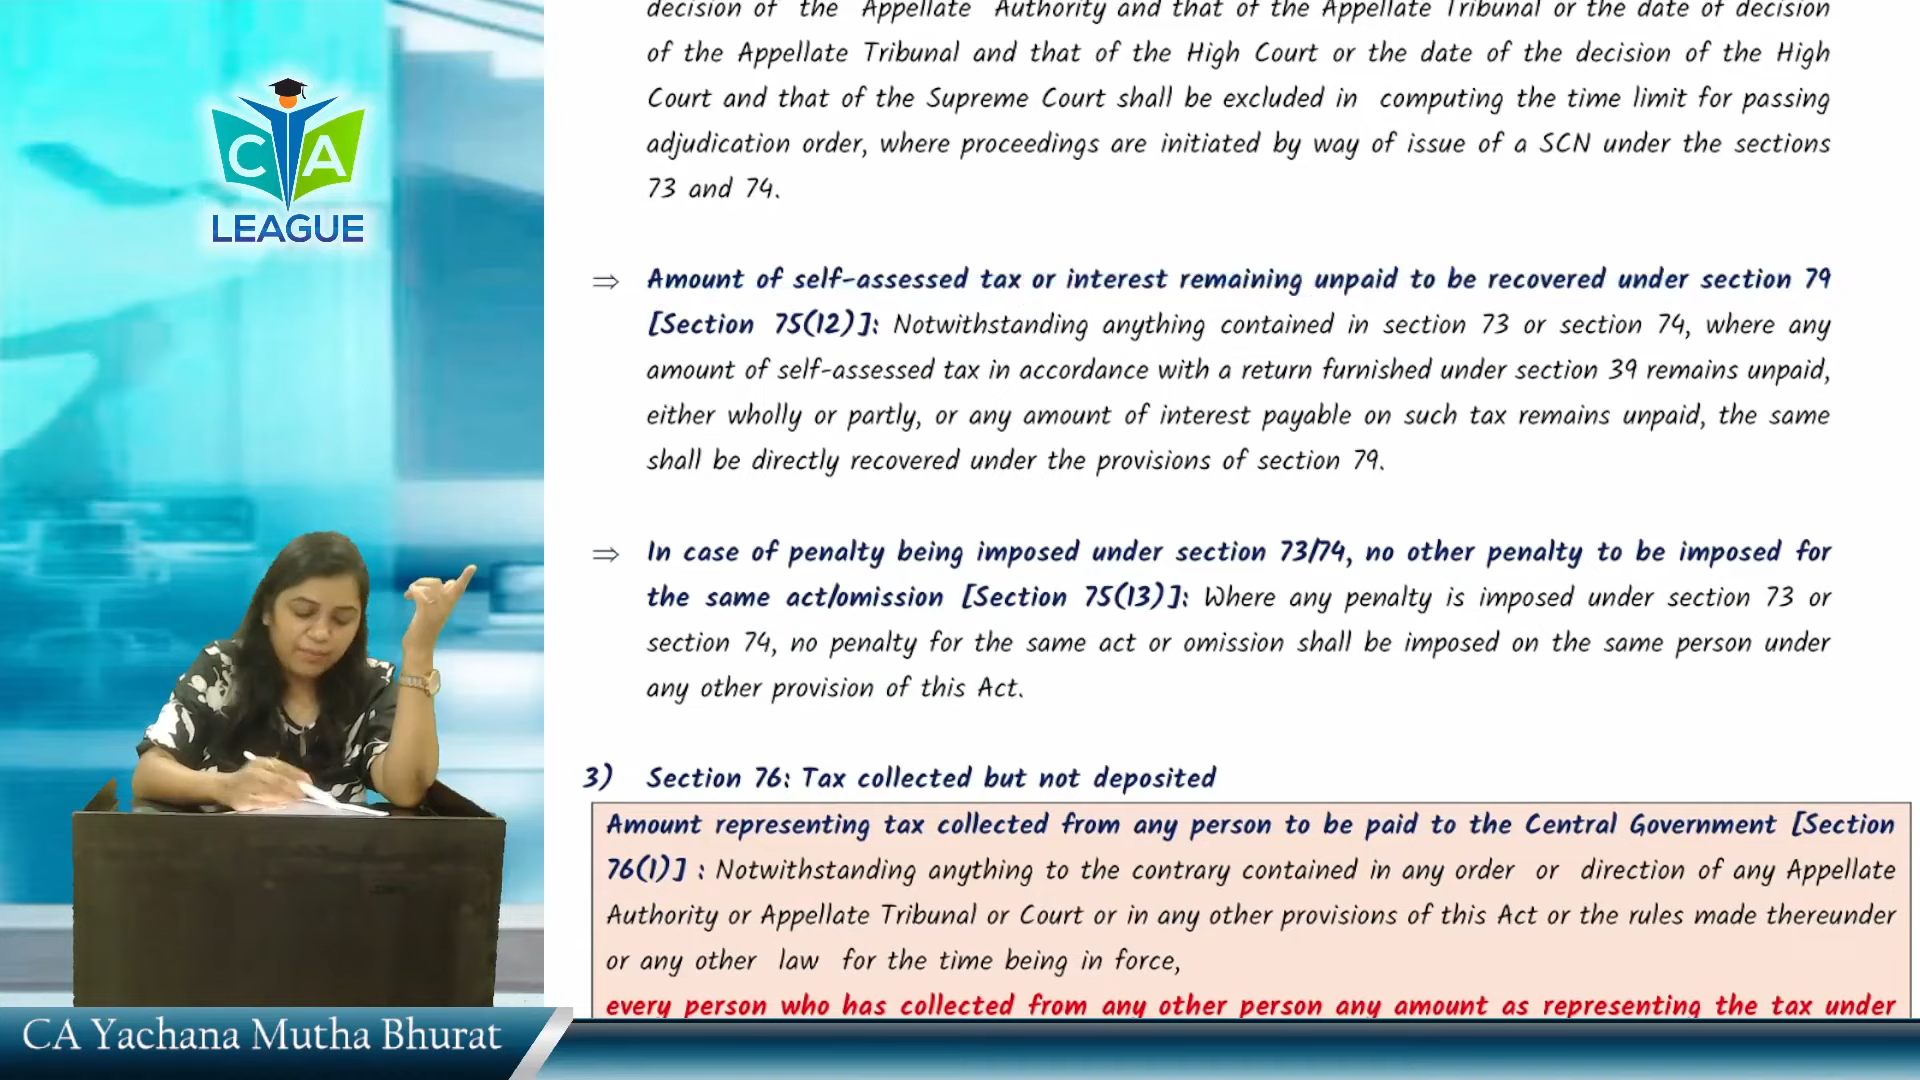 C A
LEAGUE
decision of the Appellate Authority and that of the Appellate Tribunal or the date of decision
of the Appellate Tribunal and that of the High Court or the date of the decision of the High
Court and that of the Supreme Court shall be excluded in computing the time limit for passing
adjudication order, where proceedings are initiated by way of issue of a SCN under the sections
73 and 74.
⇒ Amount of self-assessed tax or interest remaining unpaid to be recovered under section 79
[Section 75(12)]: Notwithstanding anything contained in section 73 or section 74, where any
amount of self-assessed tax in accordance with a return furnished under section 39 remains unpaid,
either wholly or partly, or any amount of interest payable on such tax remains unpaid, the same
shall be directly recovered under the provisions of section 79.
⇒ In case of penalty being imposed under section 73/74, no other penalty to be imposed for
the same act/omission [Section 75(13)]: Where any penalty is imposed under section 73 or
section 74, no penalty for the same act or omission shall be imposed on the same person under
any other provision of this Act.
3) Section 76: Tax collected but not deposited
Amount representing tax collected from any person to be paid to the Central Government [Section
76(1)] : Notwithstanding anything to the contrary contained in any order or direction of any Appellate
Authority or Appellate Tribunal or Court or in any other provisions of this Act or the rules made thereunder
or any other law for the time being in force,
every person who has collected from any other person any amount as representing the tax under
CA Yachana Mutha Bhurat